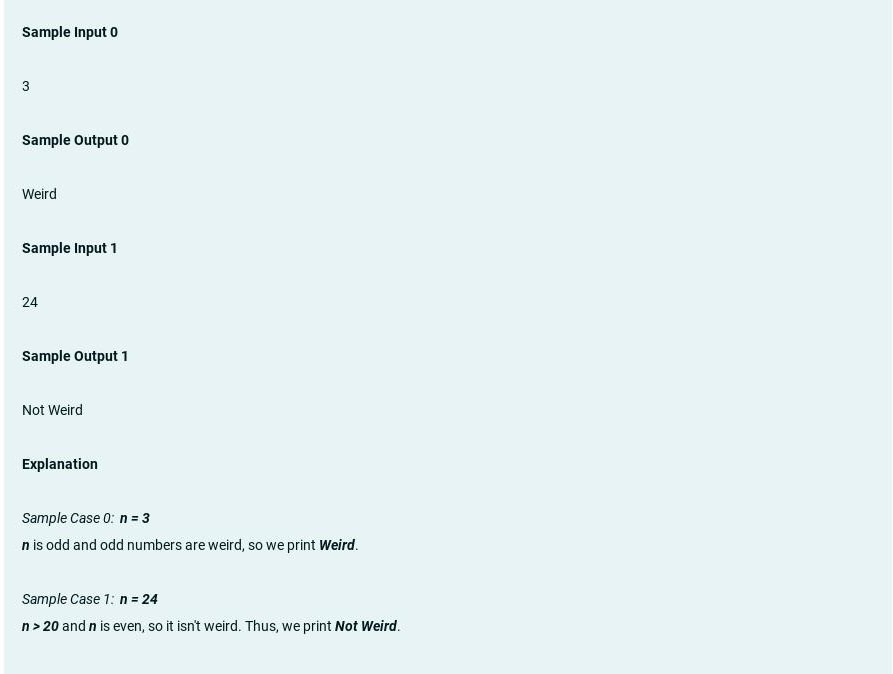 Sample Input 0
3
Sample Output 0
Weird
Sample Input 1
24
Sample Output 1
Not Weird
Explanation
Sample Case 0: n = 3
n is odd and odd numbers are weird, so we print Weird.
Sample Case 1: n = 24
n > 20 and n is even, so it isn't weird. Thus, we print Not Weird.